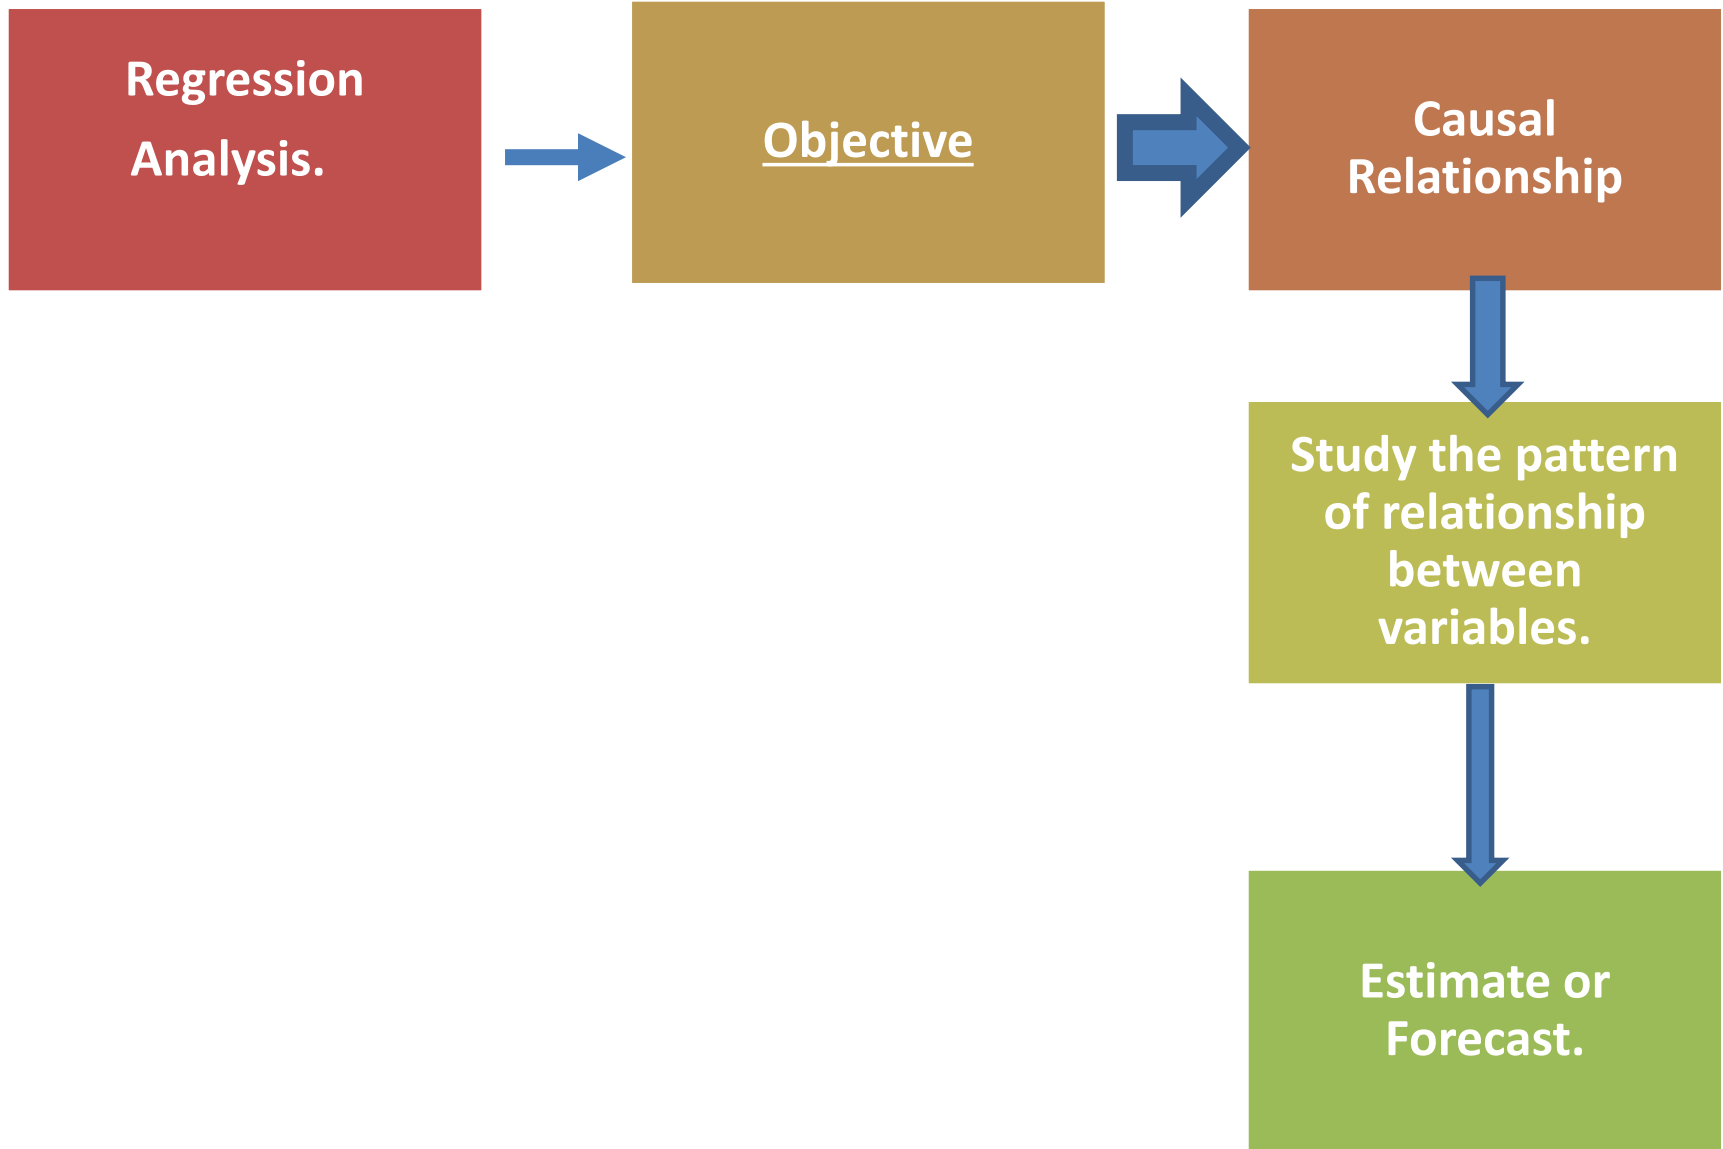 Regression
Analysis.
Objective
Causal
Relationship
Study the pattern
of relationship
between
variables.
Estimate or
Forecast.